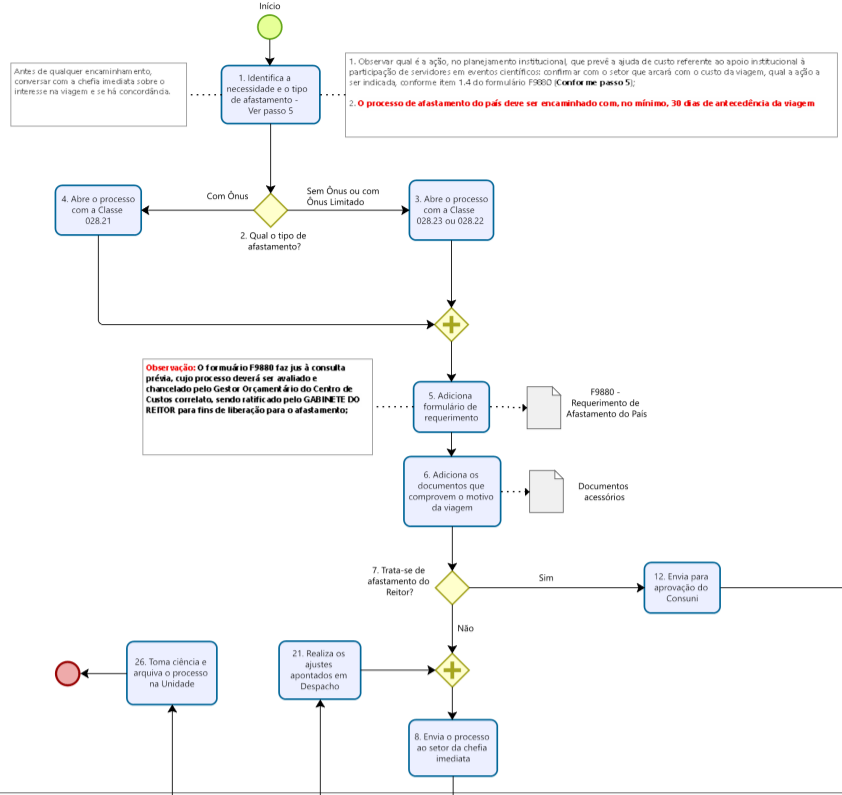 Início
Antes de qualquer encaminhamento,
conversar com a chefia imediata sobre o
interesse na viagem e se há concordância.
1. Identifica a
necessidade e o tipo
de afastamento -
Ver passo 5
1. Observar qual é a ação, no planejamento institucional, que prevê a ajuda de custo referente ao apoio institucional à
participação de servidores em eventos científicos: confirmar com o setor que arcará com o custo da viagem, qual a ação a
ser indicada, conforme item 1.4 do formulário F9880 (Conforme passo 5);
2. O processo de afastamento do país deve ser encaminhado com, no mínimo, 30 dias de antecedência da viagem
4. Abre o processo
com a Classe
028.21
Com Ônus
Sem Ônus ou com
Ônus Limitado
3. Abre o processo
com a Classe
028.23 ou 028.22
2. Qual o tipo de
afastamento?
Observação: O formuário F9880 faz jus à consulta
prévia, cujo processo deverá ser avaliado e
chancelado pelo Gestor Orçamentário do Centro de
Custos correlato, sendo ratificado pelo GABINETE DO
REITOR para fins de liberação para o afastamento;
5. Adiciona
formulário de
requerimento
F9880 -
Requerimento de
Afastamento do País
6. Adiciona os
documentos que
comprovem o motivo
da viagem
Documentos
acessórios
7. Trata-se de
afastamento do
Reitor?
Sim
12. Envia para
aprovação do
Consuni
Não
26. Toma ciência e
arquiva o processo
na Unidade
21. Realiza os
ajustes
apontados em
Despacho
8. Envia o processo
ao setor da chefia
imediata